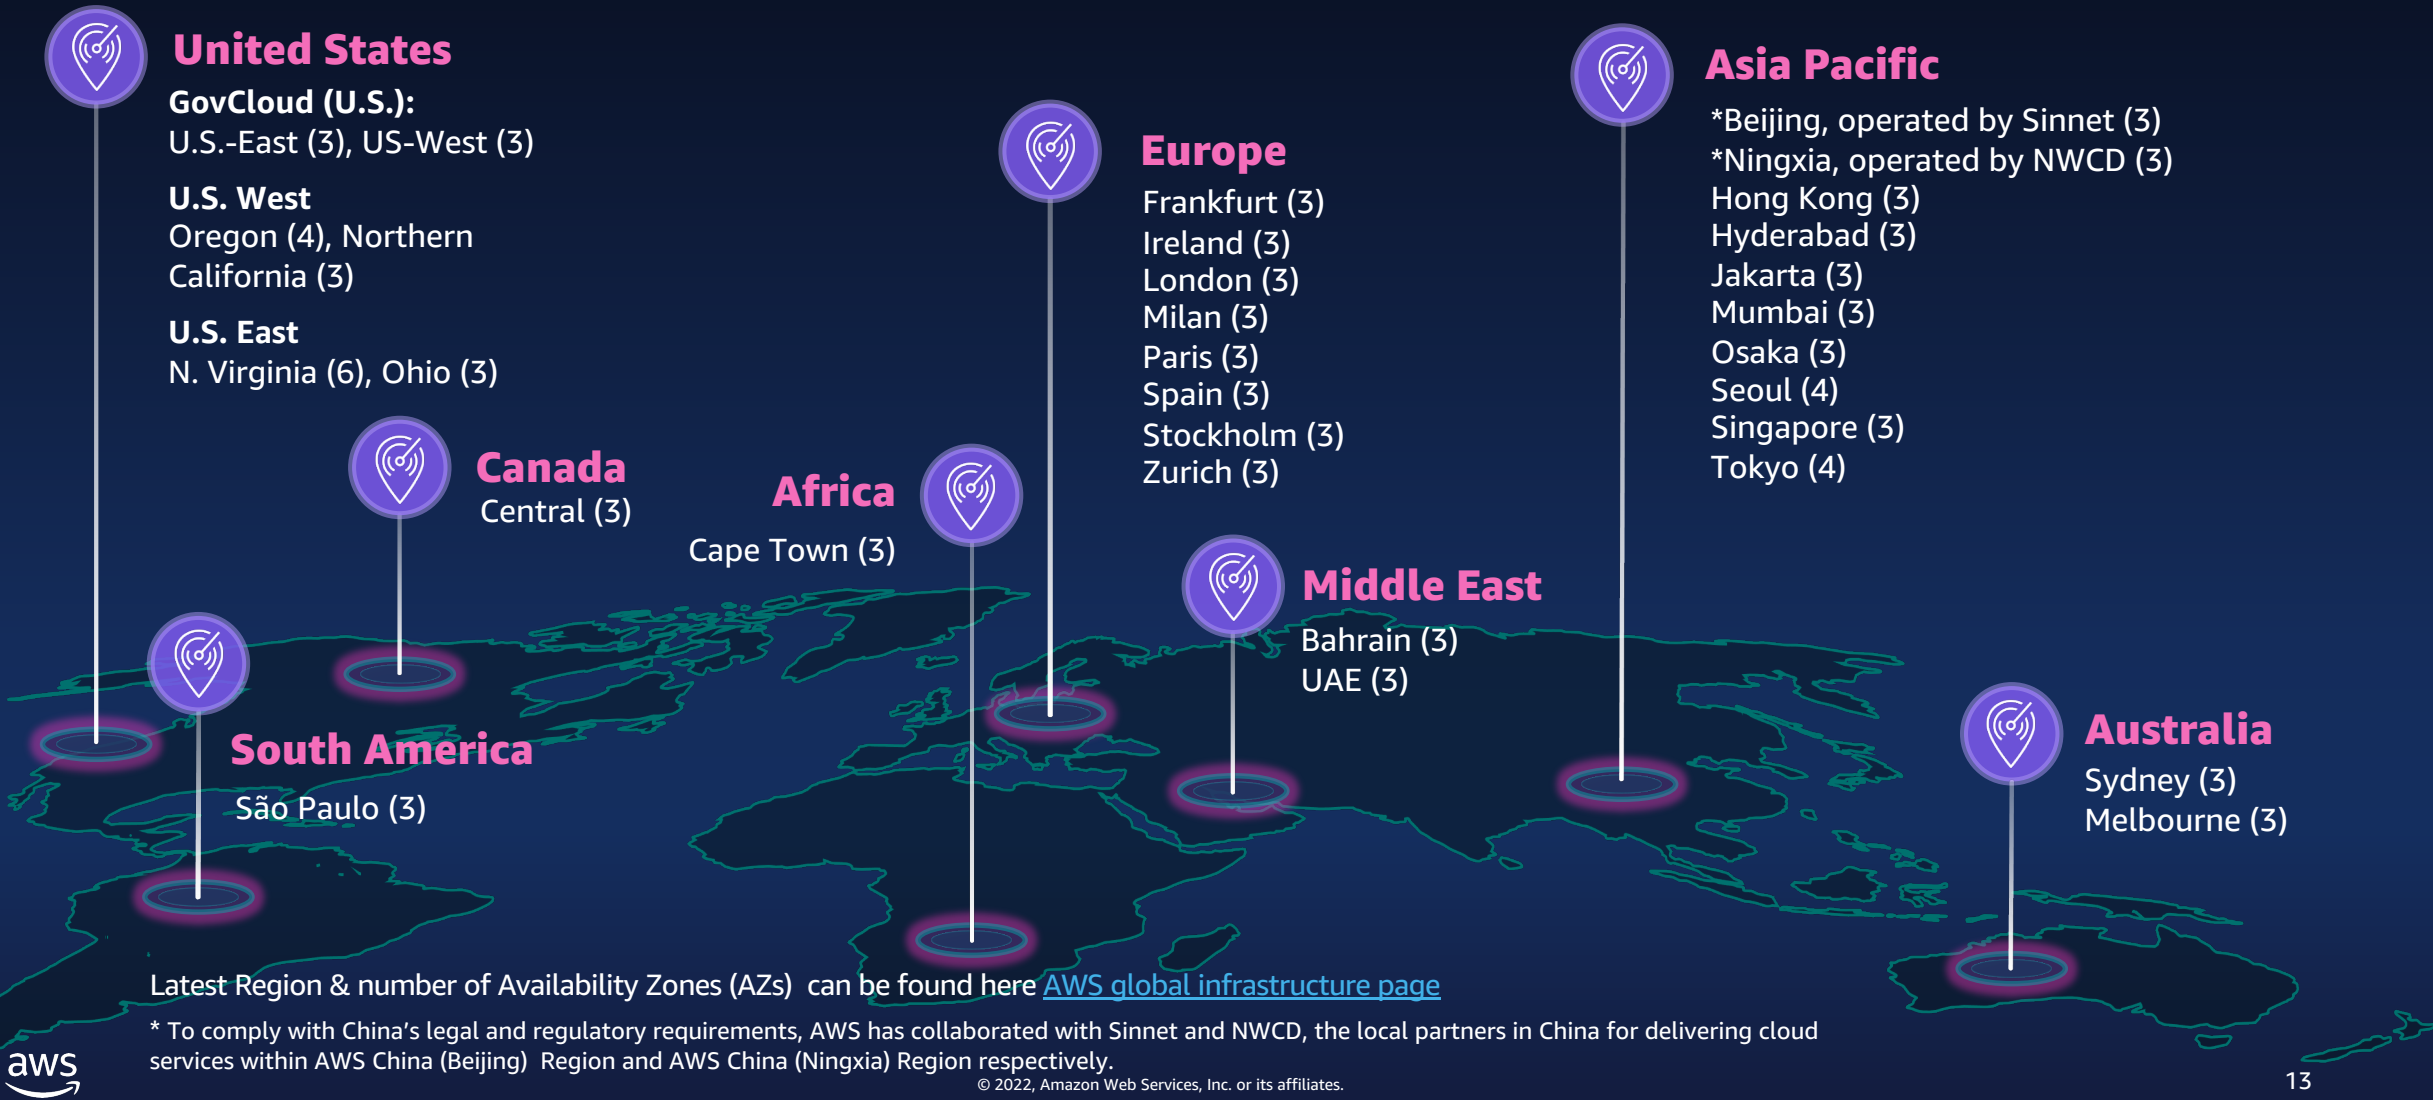 United States
GovCloud (U.S.):
U.S.-East (3), US-West (3)
U.S. West
Oregon (4), Northern
California (3)
U.S. East
N. Virginia (6), Ohio (3)
Canada
Central (3)
South America
São Paulo (3)
Africa
Cape Town (3)
Europe
Frankfurt (3)
Ireland (3)
London (3)
Milan (3)
Paris (3)
Spain (3)
Stockholm (3)
Zurich (3)
Middle East
Bahrain (3)
UAE (3)
Asia Pacific
*Beijing, operated by Sinnet (3)
*Ningxia, operated by NWCD (3)
Hong Kong (3)
Hyderabad (3)
Jakarta (3)
Mumbai (3)
Osaka (3)
Seoul (4)
Singapore (3)
Tokyo (4)
Australia
Sydney (3)
Melbourne (3)
Latest Region & number of Availability Zones (AZs) can be found here AWS global infrastructure page
* To comply with China’s legal and regulatory requirements, AWS has collaborated with Sinnet and NWCD, the local partners in China for delivering cloud
services within AWS China (Beijing) Region and AWS China (Ningxia) Region respectively.
aws
© 2022, Amazon Web Services, Inc. or its affiliates.
13